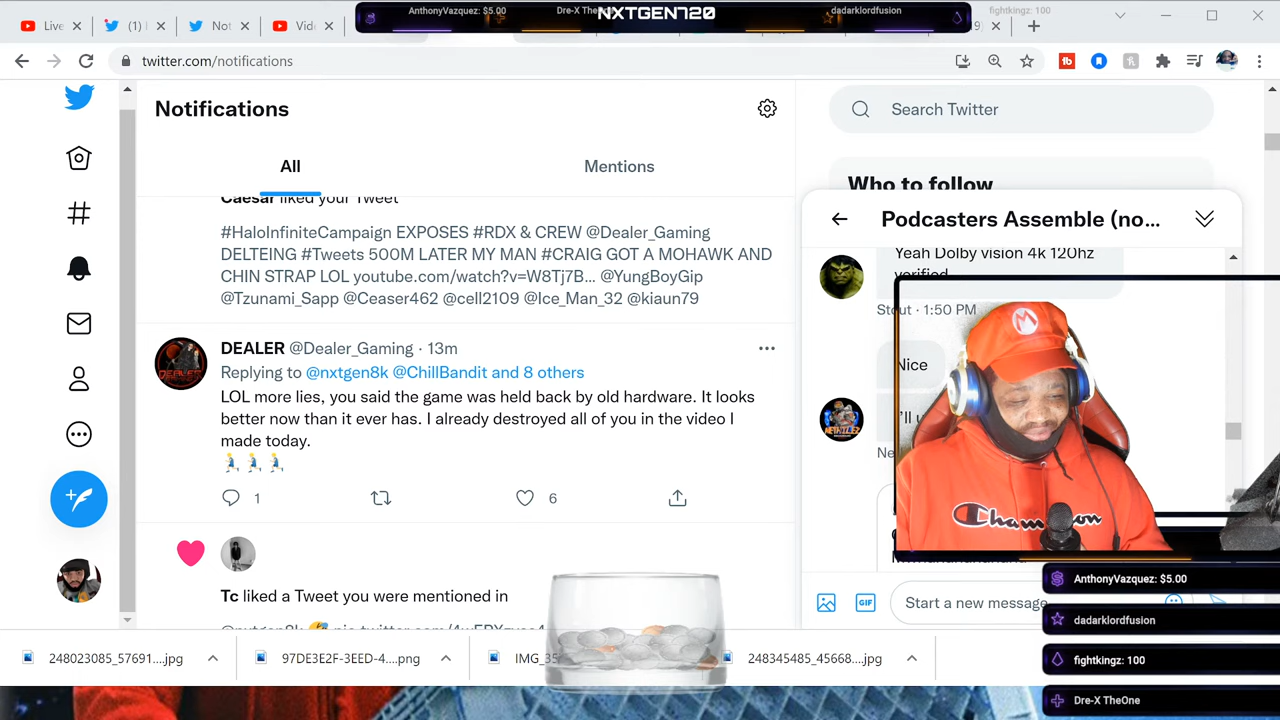 AnthonyVazquez: $5.00
Dre-X TheOne
NXTGEN720
dadarklordfusion
fightkingz: 100
Live
Not
Vid
twitter.com/notifications
Notifications
Search Twitter
All
Mentions
Who to follow
Caesar liked your Tweet
#HaloInfiniteCampaign EXPOSES #RDX & CREW @Dealer_Gaming
DELTEING #Tweets 500M LATER MY MAN #CRAIG GOT A MOHAWK AND
CHIN STRAP LOL youtube.com/watch?v=W8Tj7B... @YungBoyGip
@Tzunami_Sapp @Ceaser462 @cell2109 @Ice_Man_32 @kiaun79
DEALER @Dealer_Gaming · 13m
Replying to @nxtgen8k @ChillBandit and 8 others
LOL more lies, you said the game was held back by old hardware. It looks
better now than it ever has. I already destroyed all of you in the video I
made today.
1
6
Tc liked a Tweet you were mentioned in
Podcasters Assemble (no...
Yeah Dolby vision 4k 120hz
verified
Stout · 1:50 PM
Nice
Champion
GIF
Start a new message
AnthonyVazquez: $5.00
dadarklordfusion
fightkingz: 100
Dre-X TheOne
248023085_57691....jpg
97DE3E2F-3EED-4....png
IMG_35
248345485_45668....jpg